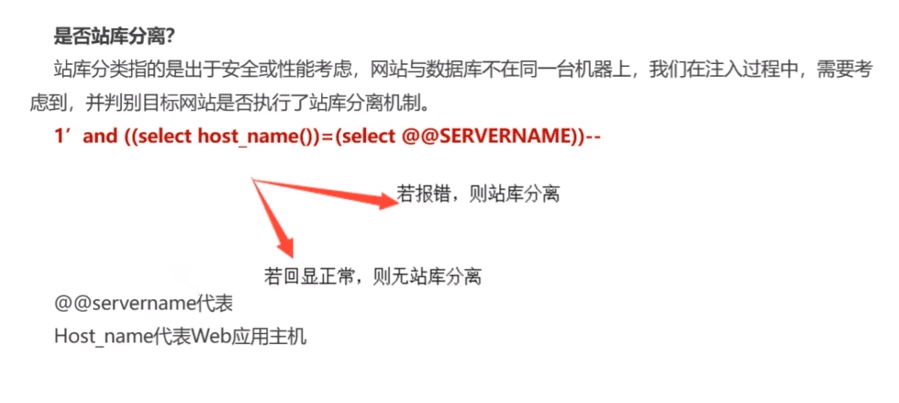 是否站库分离？
站库分类指的是出于安全或性能考虑，网站与数据库不在同一台机器上，我们在注入过程中，需要考
虑到，并判别目标网站是否执行了站库分离机制。
1’ and ((select host_name())=(select @@SERVERNAME))--
若报错，则站库分离
若回显正常，则无站库分离
@@servername代表
Host_name代表Web应用主机